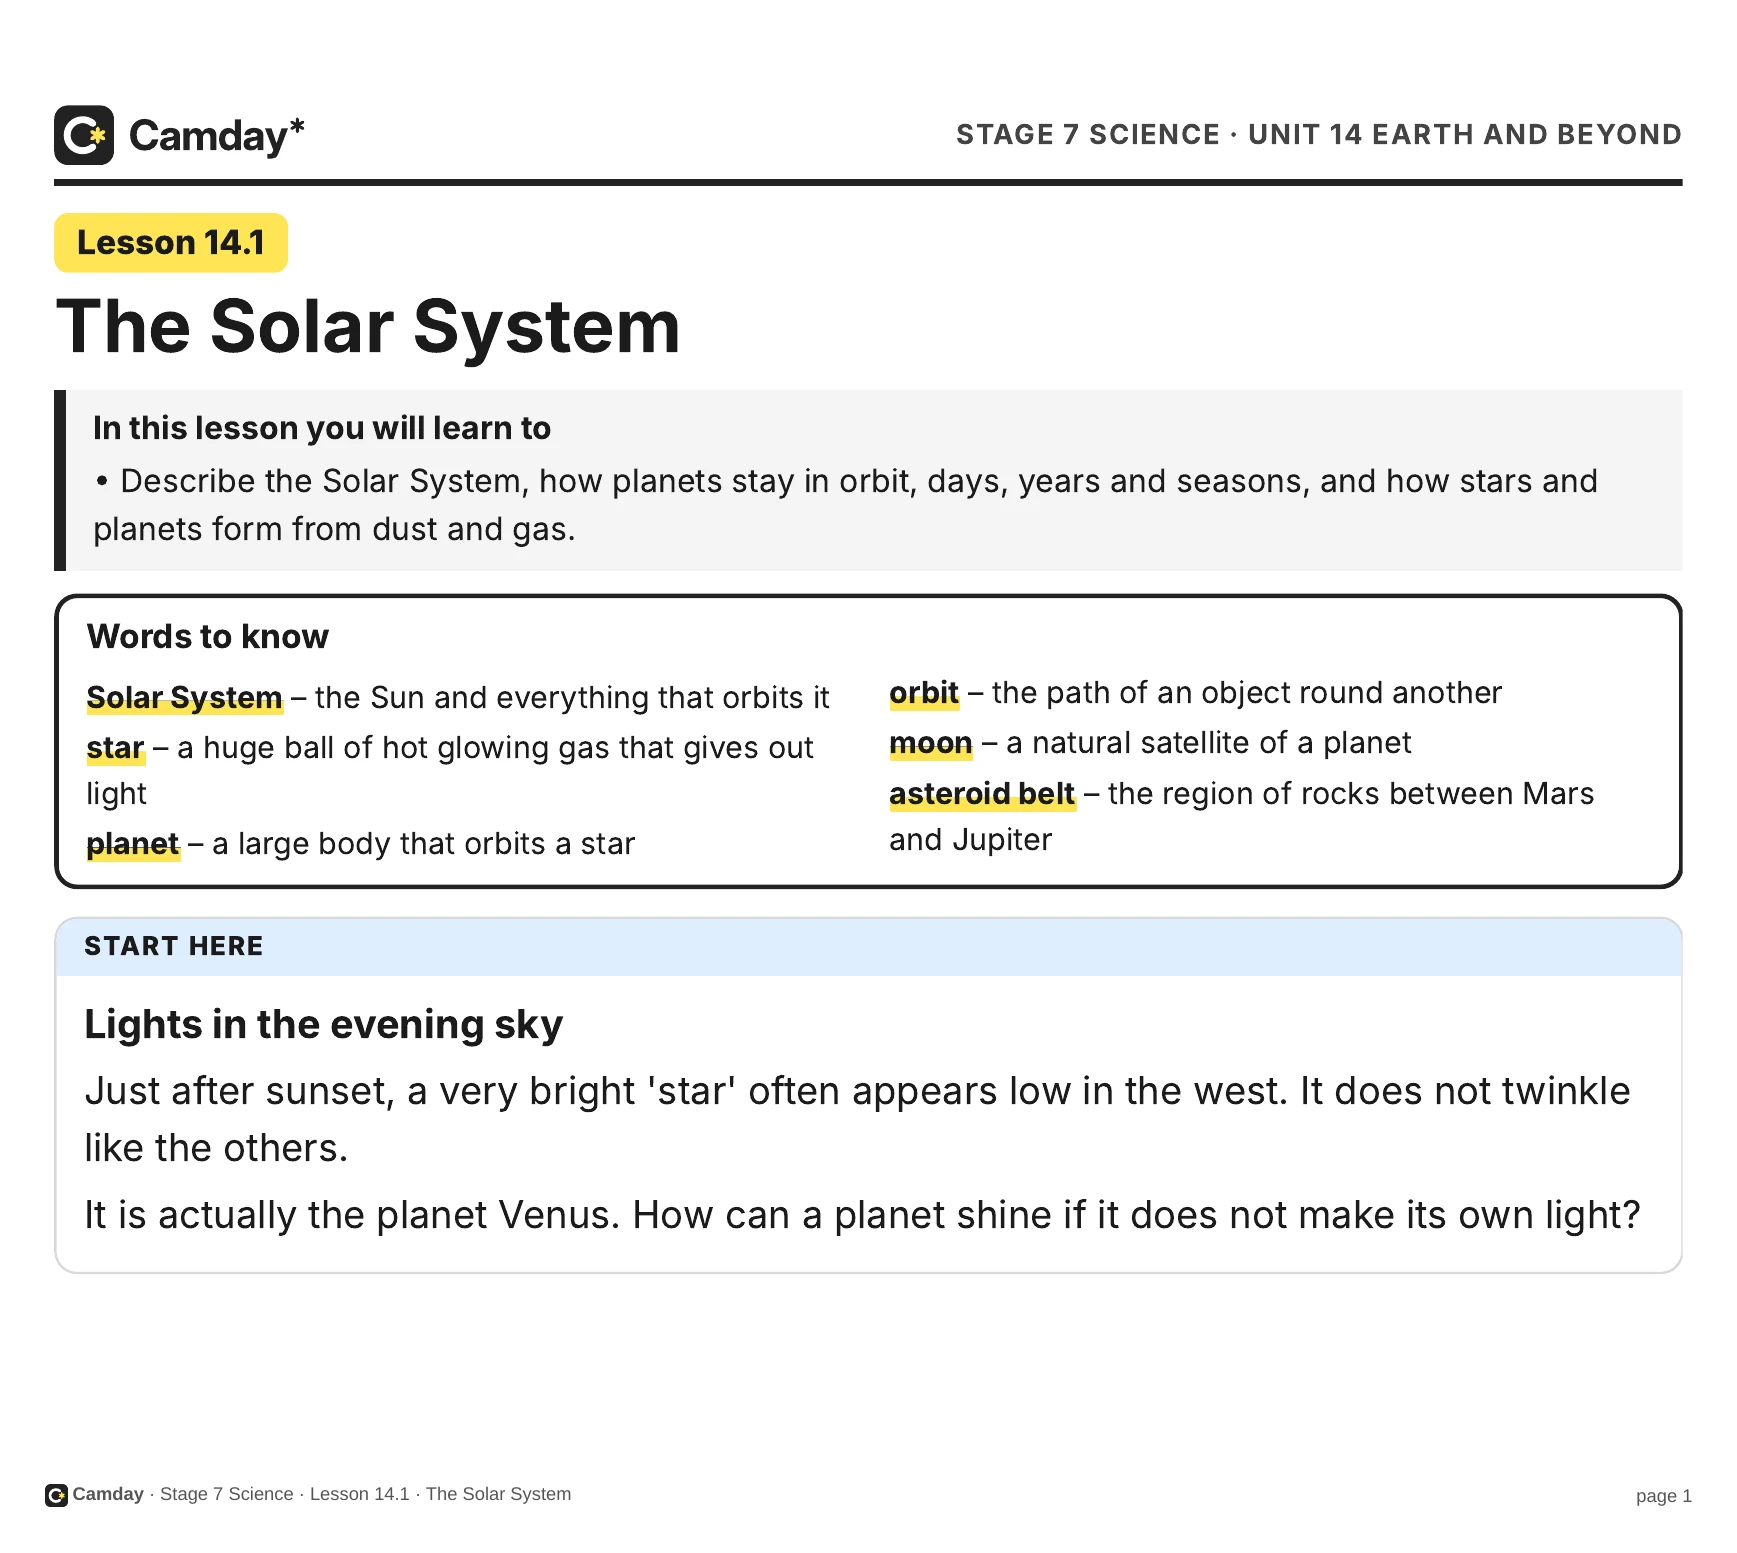 Camday*
STAGE 7 SCIENCE · UNIT 14 EARTH AND BEYOND
Lesson 14.1
The Solar System
In this lesson you will learn to
• Describe the Solar System, how planets stay in orbit, days, years and seasons, and how stars and
planets form from dust and gas.
Words to know
Solar System – the Sun and everything that orbits it
star – a huge ball of hot glowing gas that gives out
light
planet – a large body that orbits a star
orbit – the path of an object round another
moon – a natural satellite of a planet
asteroid belt – the region of rocks between Mars
and Jupiter
START HERE
Lights in the evening sky
Just after sunset, a very bright 'star' often appears low in the west. It does not twinkle
like the others.
It is actually the planet Venus. How can a planet shine if it does not make its own light?
Camday · Stage 7 Science · Lesson 14.1 · The Solar System
page 1